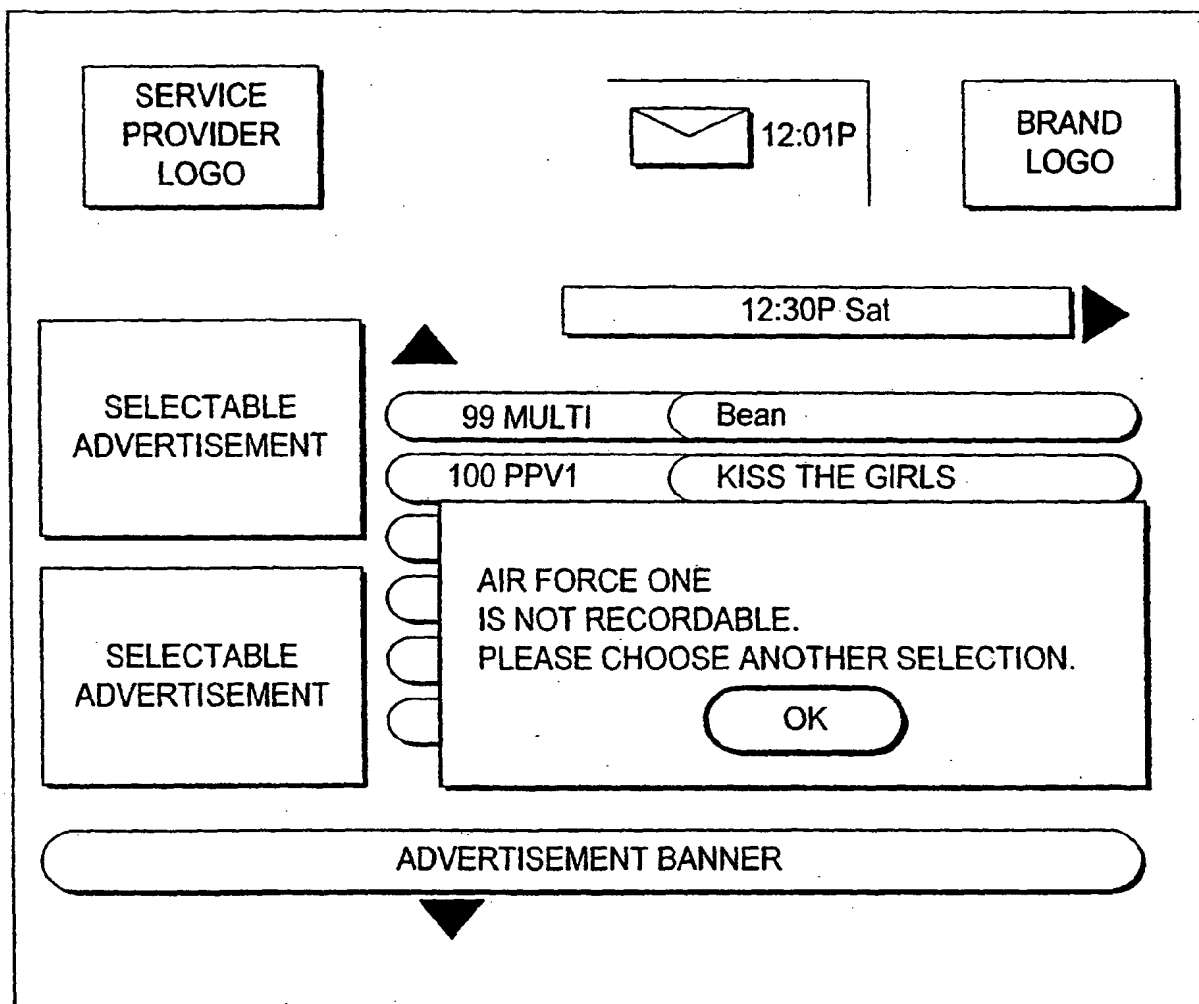 SERVICE
PROVIDER
LOGO
12:01P
BRAND
LOGO
12:30P Sat
SELECTABLE
ADVERTISEMENT
99 MULTI Bean
100 PPV1 KISS THE GIRLS
AIR FORCE ONE
IS NOT RECORDABLE.
PLEASE CHOOSE ANOTHER SELECTION.
OK
SELECTABLE
ADVERTISEMENT
ADVERTISEMENT BANNER